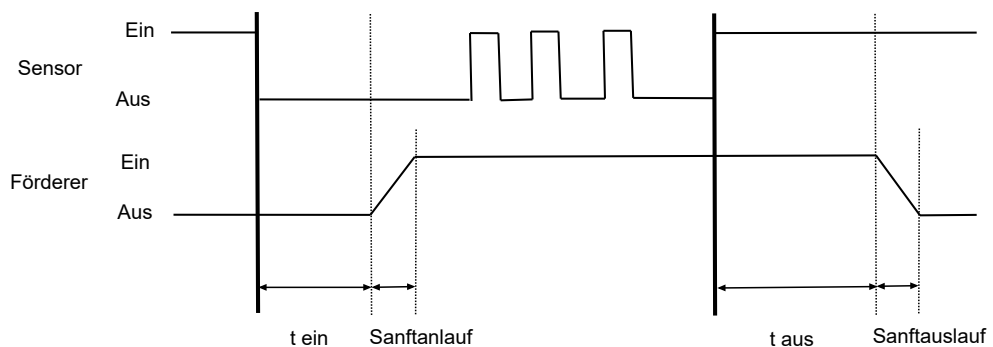 Ein
Sensor
Aus
Ein
Förderer
Aus
t ein
Sanftanlauf
t aus
Sanftauslauf